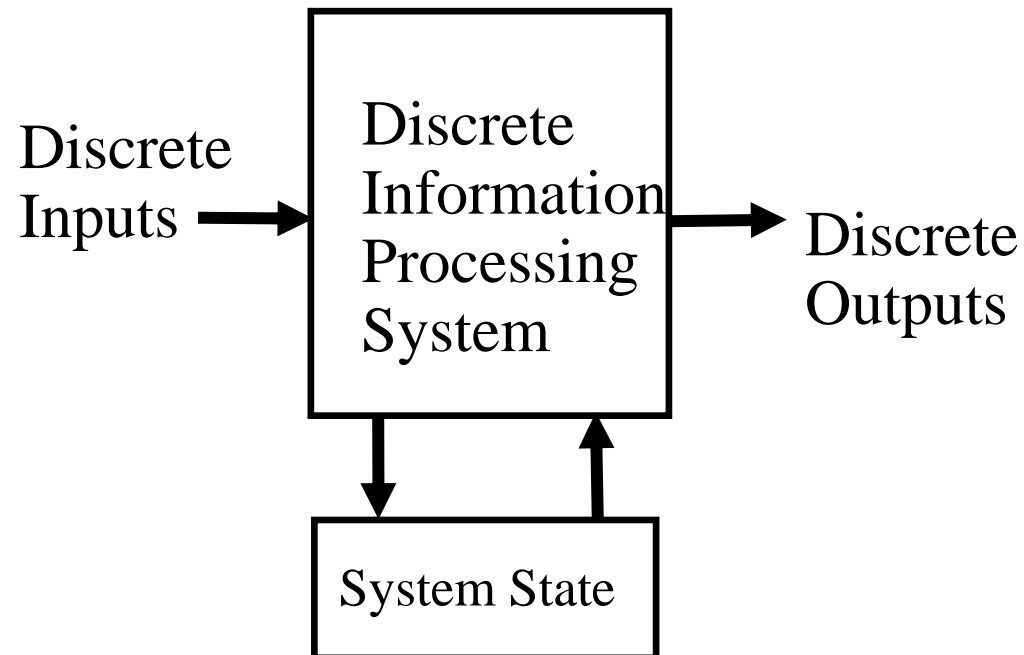 Discrete
Inputs
Discrete
Information
Processing
System
Discrete
Outputs
System State